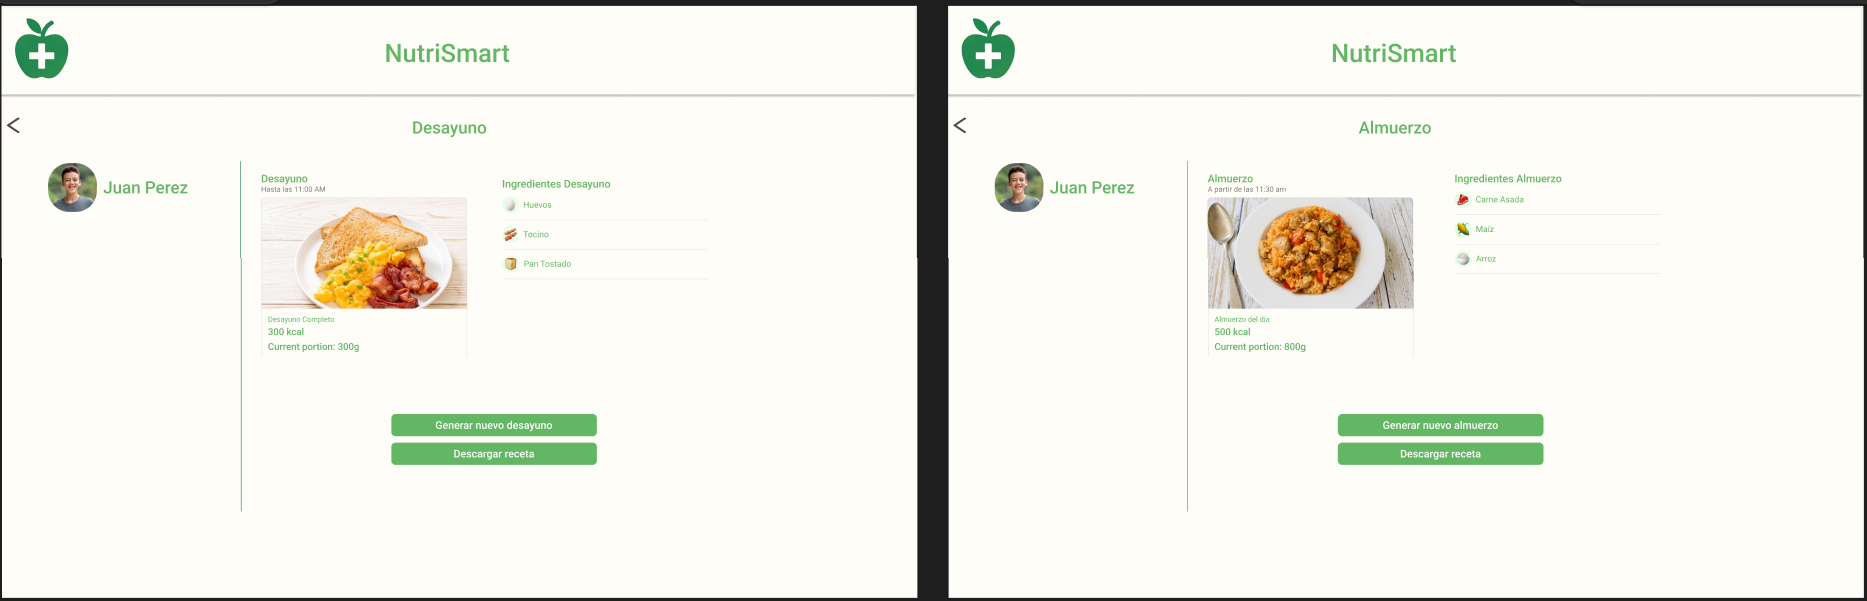 NutriSmart
Desayuno
Juan Perez
Desayuno
Hasta las 11:00 AM
Desayuno Completo
300 kcal
Current portion: 300g
Ingredientes Desayuno
Huevos
Tocino
Pan Tostado
Generar nuevo desayuno
Descargar receta
NutriSmart
Almuerzo
Juan Perez
Almuerzo
A partir de las 11:30 am
Almuerzo del día
500 kcal
Current portion: 800g
Ingredientes Almuerzo
Carne Asada
Maíz
Arroz
Generar nuevo almuerzo
Descargar receta